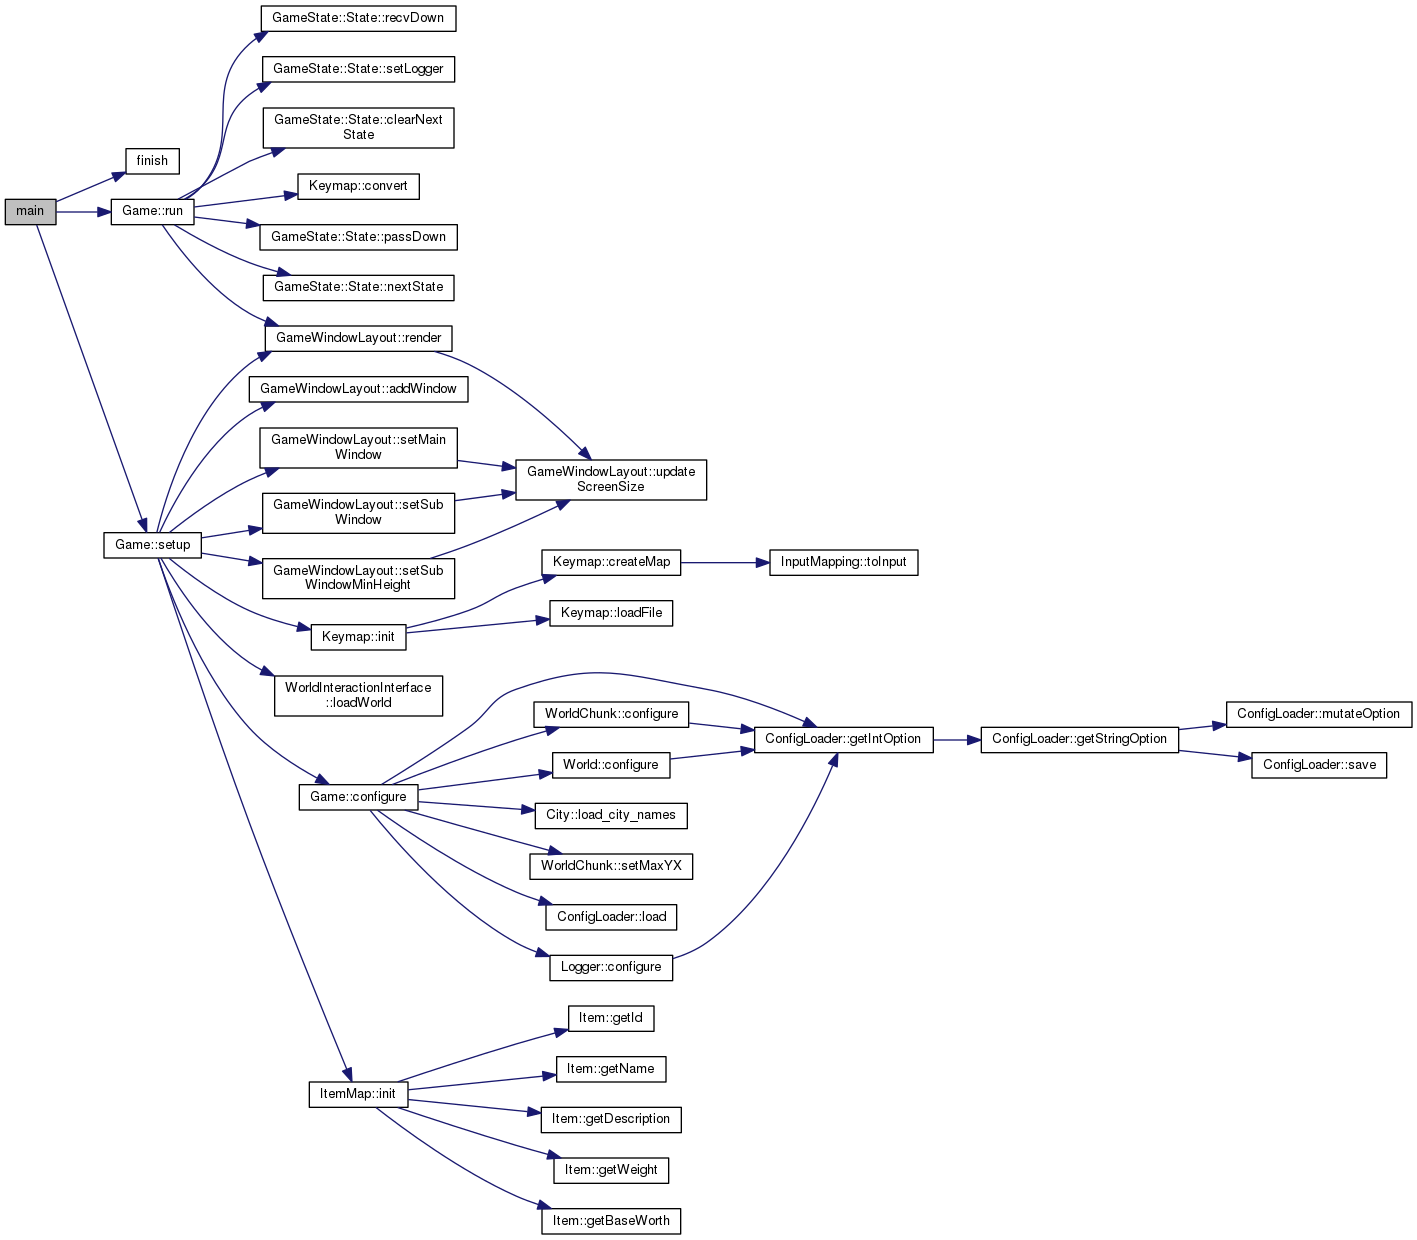 main
finish
Game::run
Game::setup
GameState::State::recvDown
GameState::State::setLogger
GameState::State::clearNext
State
Keymap::convert
GameState::State::passDown
GameState::State::nextState
GameWindowLayout::render
GameWindowLayout::addWindow
GameWindowLayout::setMain
Window
GameWindowLayout::setSub
Window
GameWindowLayout::setSub
WindowMinHeight
Keymap::init
WorldInteractionInterface
::loadWorld
Game::configure
ItemMap::init
GameWindowLayout::update
ScreenSize
Keymap::createMap
Keymap::loadFile
WorldChunk::configure
World::configure
City::load_city_names
WorldChunk::setMaxYX
ConfigLoader::load
Logger::configure
Item::getId
Item::getName
Item::getDescription
Item::getWeight
Item::getBaseWorth
InputMapping::toInput
ConfigLoader::getIntOption
ConfigLoader::getStringOption
ConfigLoader::mutateOption
ConfigLoader::save